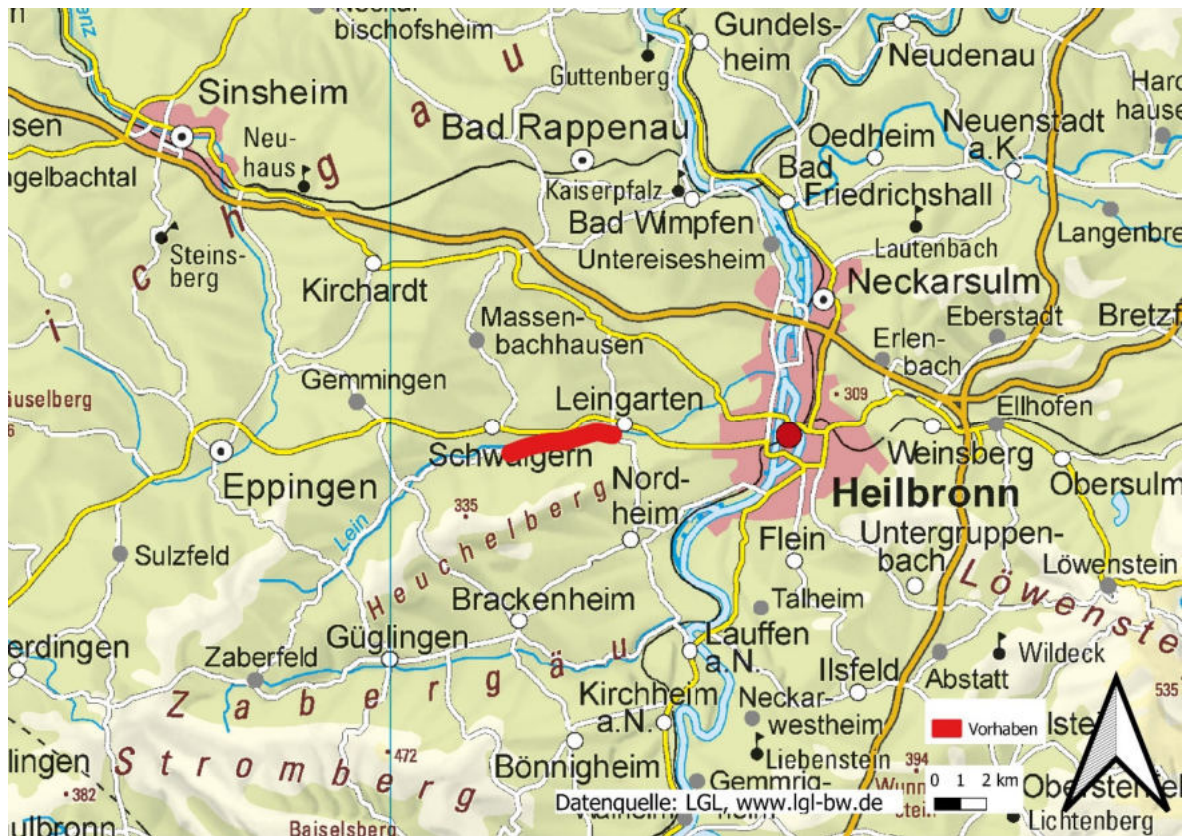 bischofsheim
Gundels-
heim
Neudenau
Guttenberg
Sinsheim
Neu-
haus
Bad Rappenau
Oedheim
Neuenstadt
a.K.
Kaiserpfalz
Bad
Friedrichshall
Bad Wimpfen
Untereisesheim
Lautenbach
Steins-
berg
Kirchardt
Neckarsulm
Massen-
bachhausen
Eberstadt
Erlen-
bach
309
Gemmingen
Leingarten
Ellhofen
Schwaigern
Weinsberg
Eppingen
Nord-
heim
Heilbronn
Obersulm
335
Lein
Heuchelberg
Flein
Untergruppen-
bach
Sulzfeld
Löwenstein
Brackenheim
Talheim
Güglingen
Lauffen
a.N.
Wildeck
Zaberfeld
Ilsfeld
Abstatt
Zabergäu
Kirchheim
a.N.
Neckar-
westheim
535
Vorhaben
Liebenstein
472
Stromberg
Bönnigheim
394
382
0 1 2 km
Datenquelle: LGL, www.lgl-bw.de
Baiselsberg
Lichtenberg